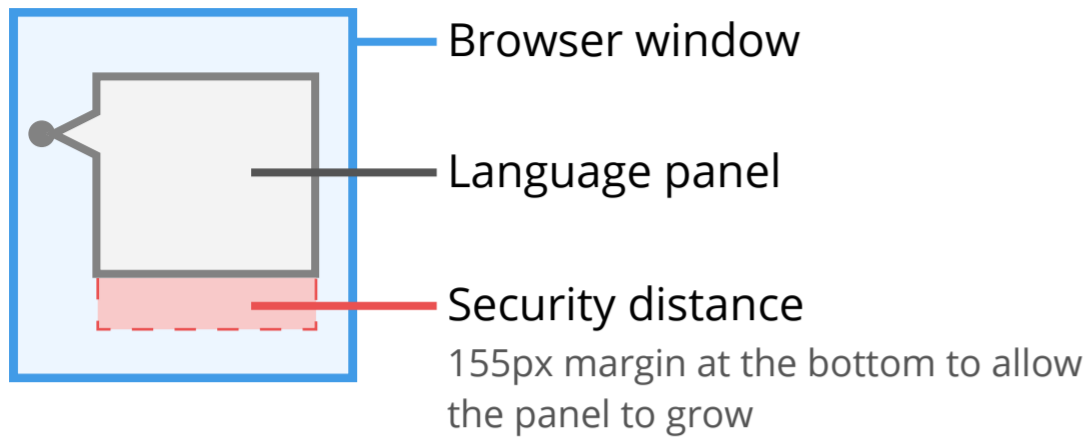 Browser window
Language panel
Security distance
155px margin at the bottom to allow
the panel to grow